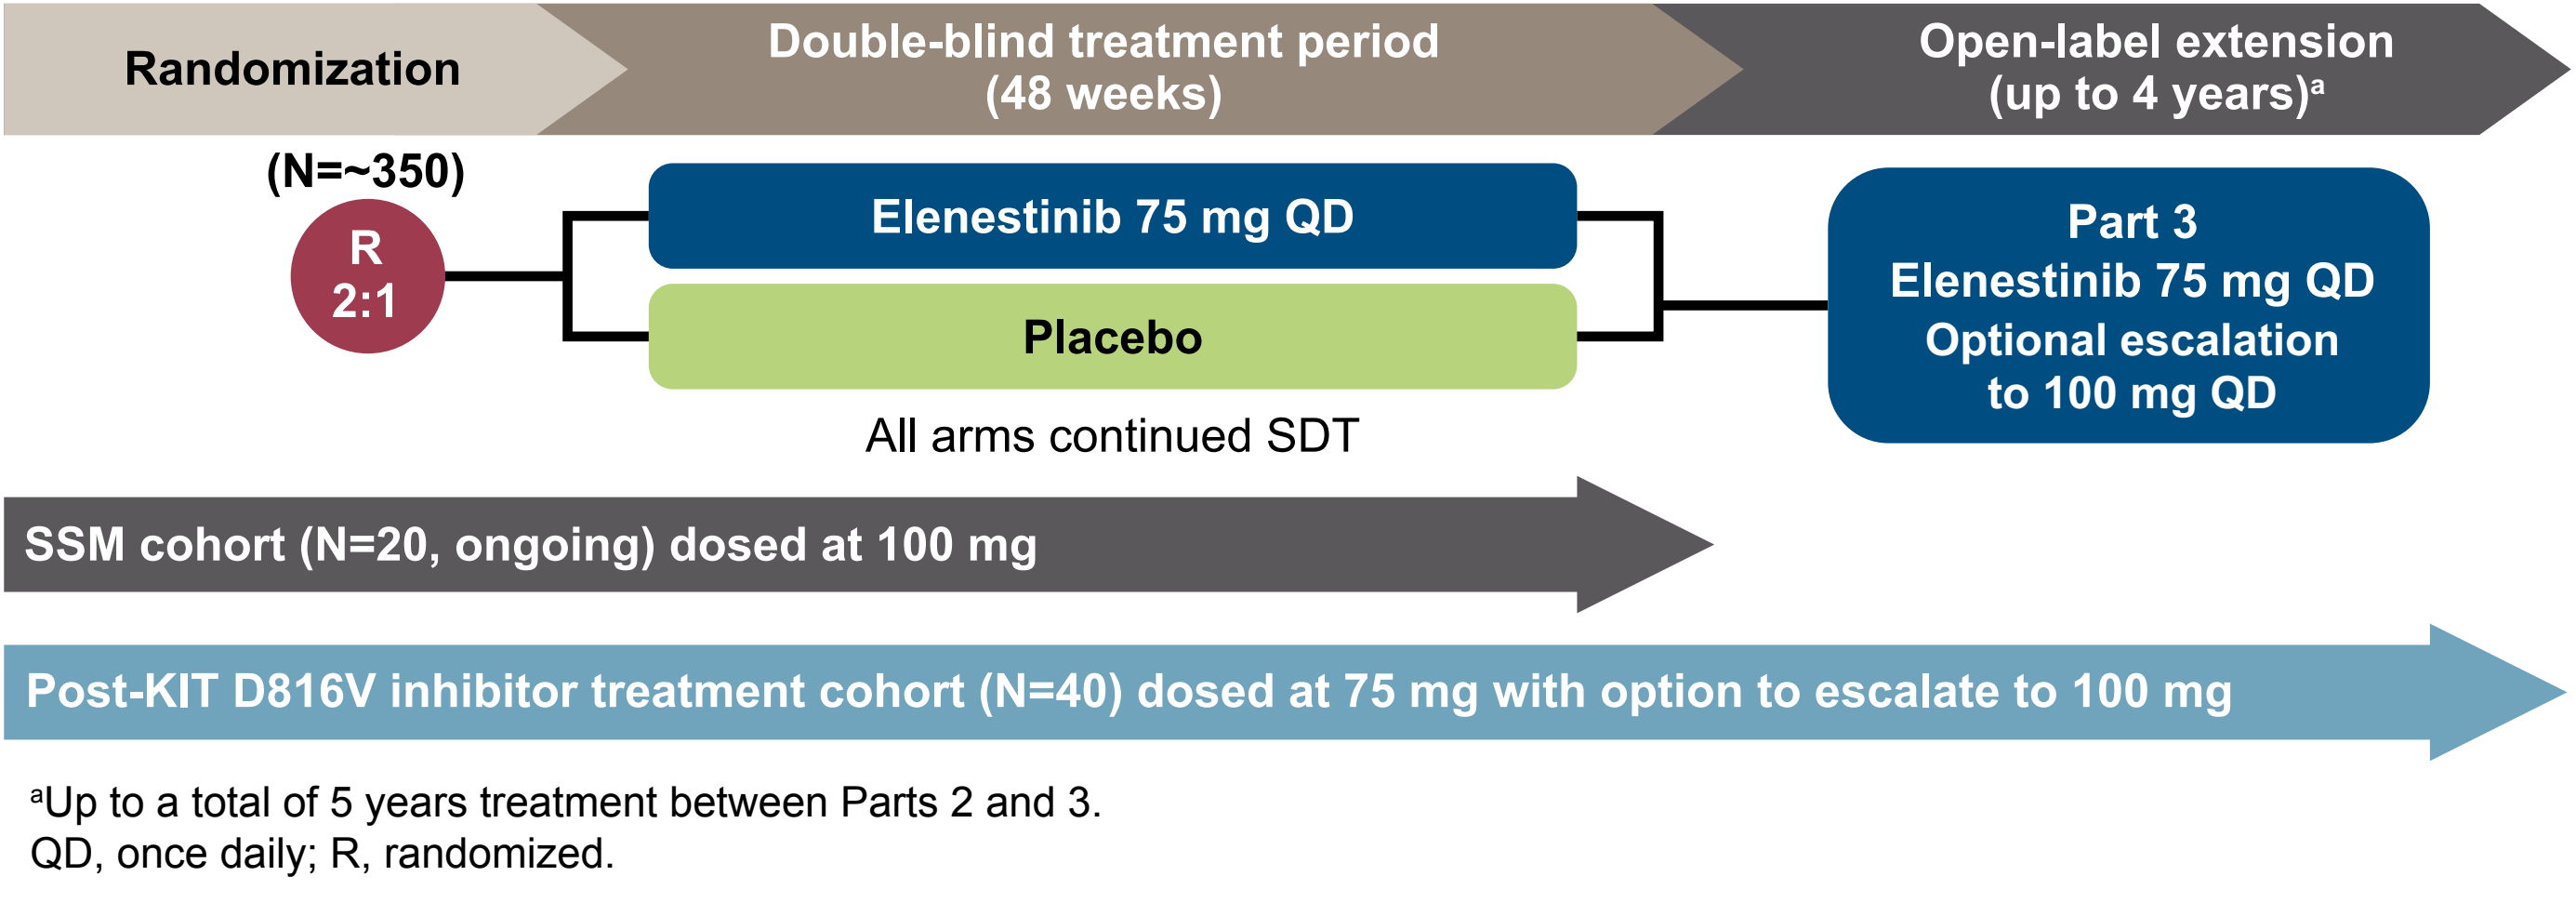 Randomization
Double-blind treatment period
(48 weeks)
Open-label extension
(up to 4 years)ᵃ
(N=~350)
R
2:1
Elenestinib 75 mg QD
Placebo
All arms continued SDT
Part 3
Elenestinib 75 mg QD
Optional escalation
to 100 mg QD
SSM cohort (N=20, ongoing) dosed at 100 mg
Post-KIT D816V inhibitor treatment cohort (N=40) dosed at 75 mg with option to escalate to 100 mg
ᵃUp to a total of 5 years treatment between Parts 2 and 3.
QD, once daily; R, randomized.